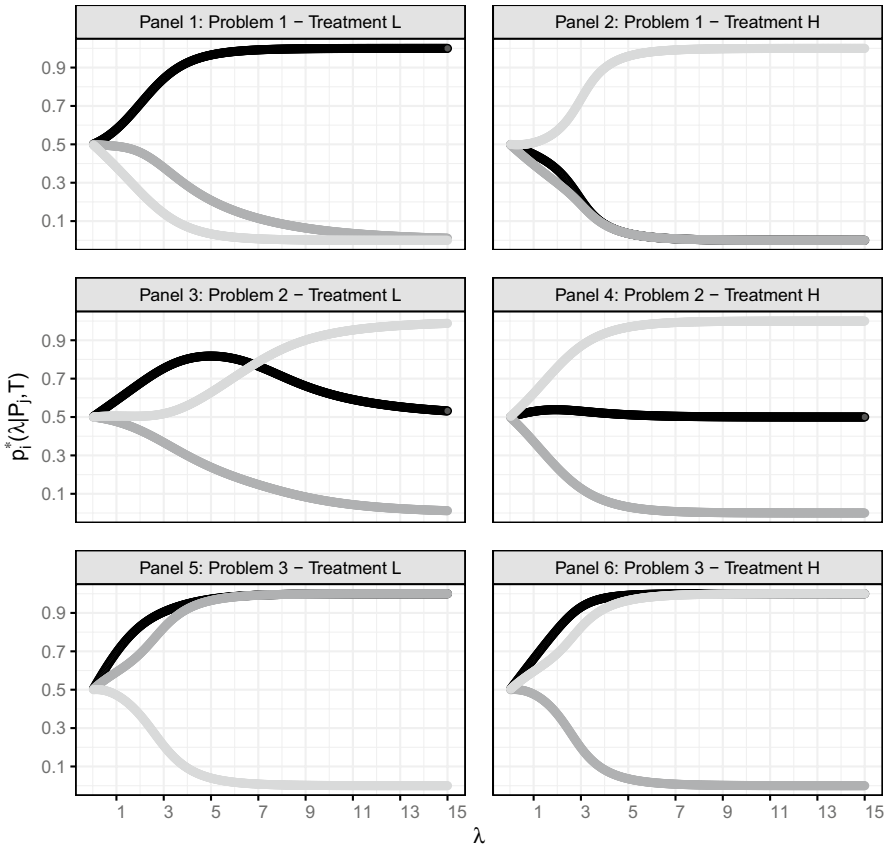 Panel 1: Problem 1 − Treatment L
Panel 2: Problem 1 − Treatment H
0.9
0.7
0.5
0.3
0.1
Panel 3: Problem 2 − Treatment L
Panel 4: Problem 2 − Treatment H
0.9
0.7
0.5
0.3
0.1
p*i(λ|Pj,T)
Panel 5: Problem 3 − Treatment L
Panel 6: Problem 3 − Treatment H
0.9
0.7
0.5
0.3
0.1
1 3 5 7 9 11 13 15
1 3 5 7 9 11 13 15
λ